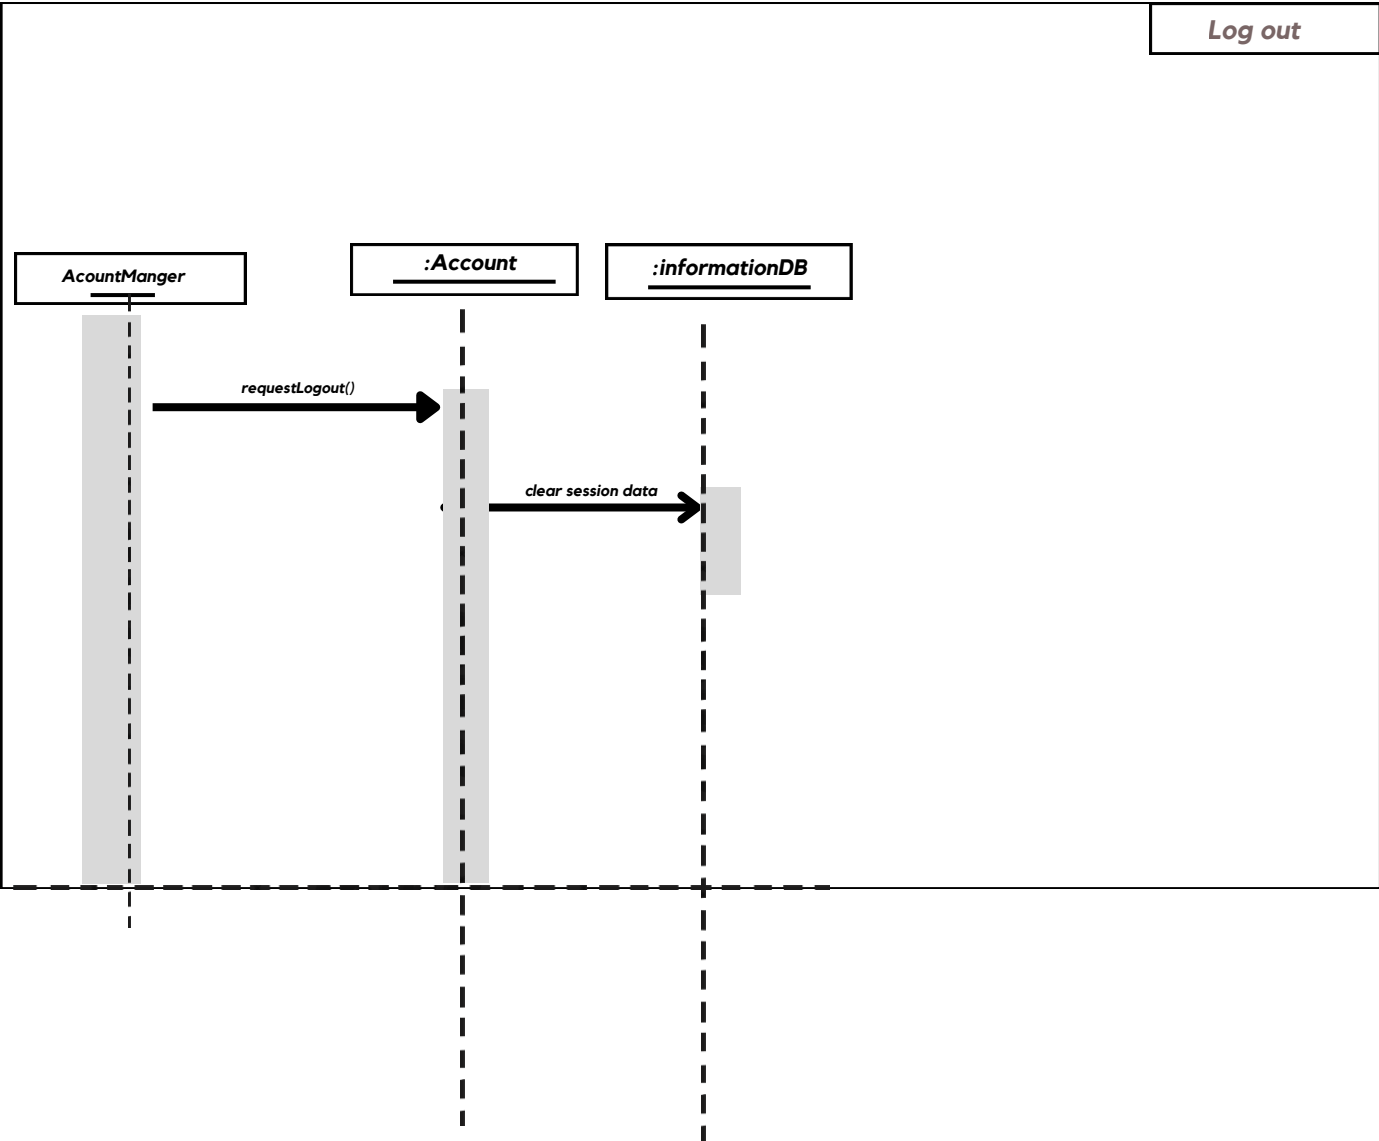 Log out
AcountManger
:Account
:informationDB
requestLogout()
clear session data